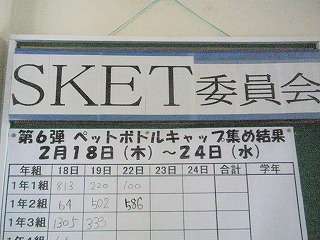 SKET委員会
第6弾 ペットボトルキャップ集め結果
2月18日(木)~24日(水)
年組 18日 19日 22日 23日 24日 合計 学年
1年1組 813 220 100
1年2組 64 502 586
1年3組 1305 333